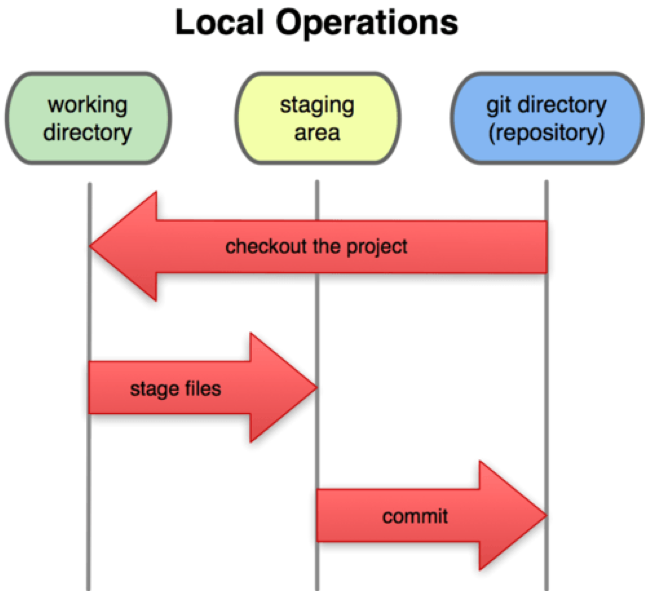 Local Operations
working
directory
staging
area
git directory
(repository)
checkout the project
stage files
commit